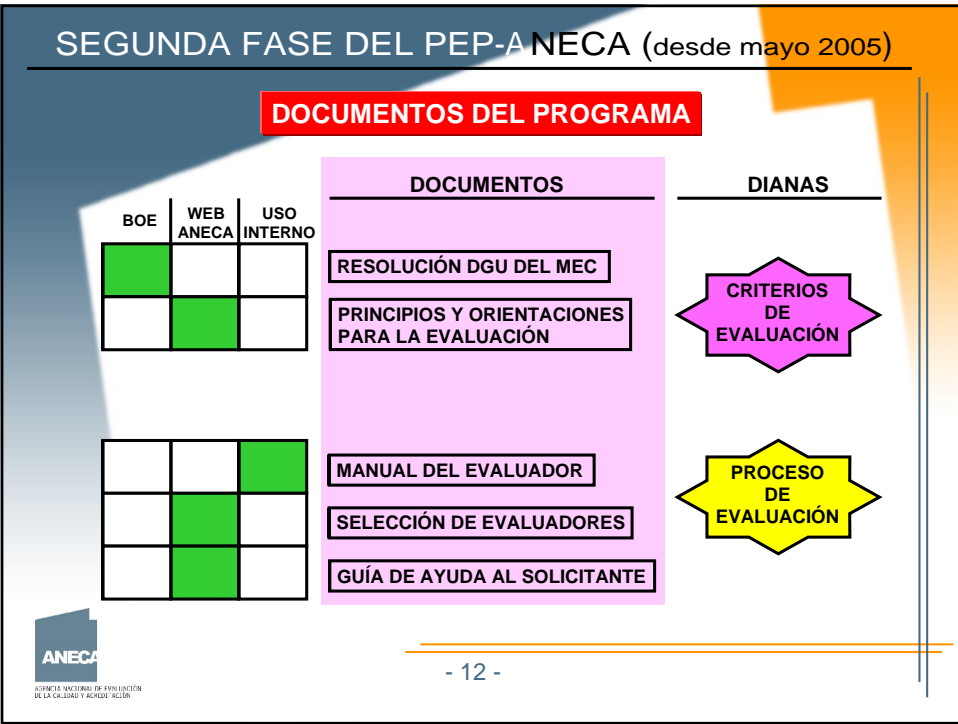 SEGUNDA FASE DEL PEP-ANECA (desde mayo 2005)
DOCUMENTOS DEL PROGRAMA
DOCUMENTOS
DIANAS
BOE
WEB
ANECA
USO
INTERNO
RESOLUCIÓN DGU DEL MEC
PRINCIPIOS Y ORIENTACIONES
PARA LA EVALUACIÓN
CRITERIOS
DE
EVALUACIÓN
MANUAL DEL EVALUADOR
SELECCIÓN DE EVALUADORES
GUÍA DE AYUDA AL SOLICITANTE
PROCESO
DE
EVALUACIÓN
ANECA
AGENCIA NACIONAL DE EVALUACIÓN
DE LA CALIDAD Y ACREDITACIÓN
- 12 -